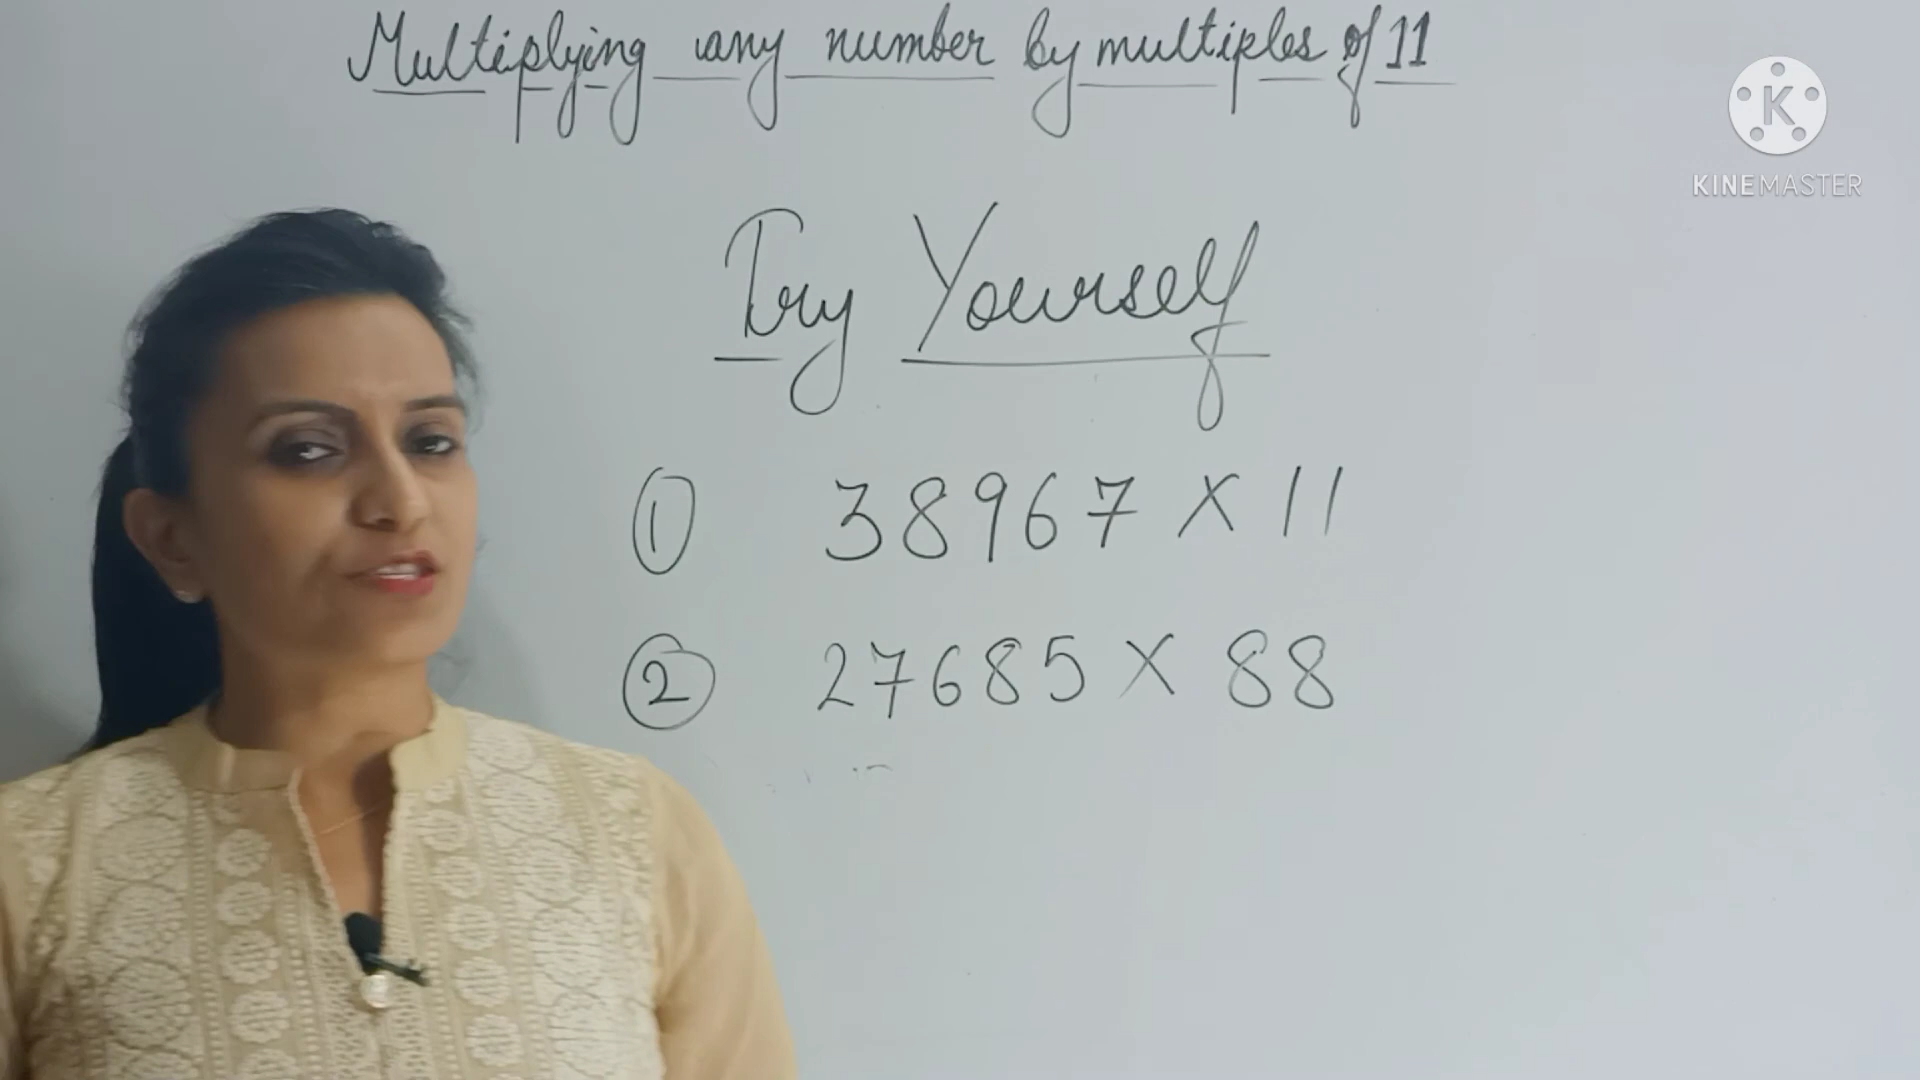 Multiplying any number by multiples of 11
K
KINEMASTER
Try Yourself
① 38967 X 11
② 27685 X 88